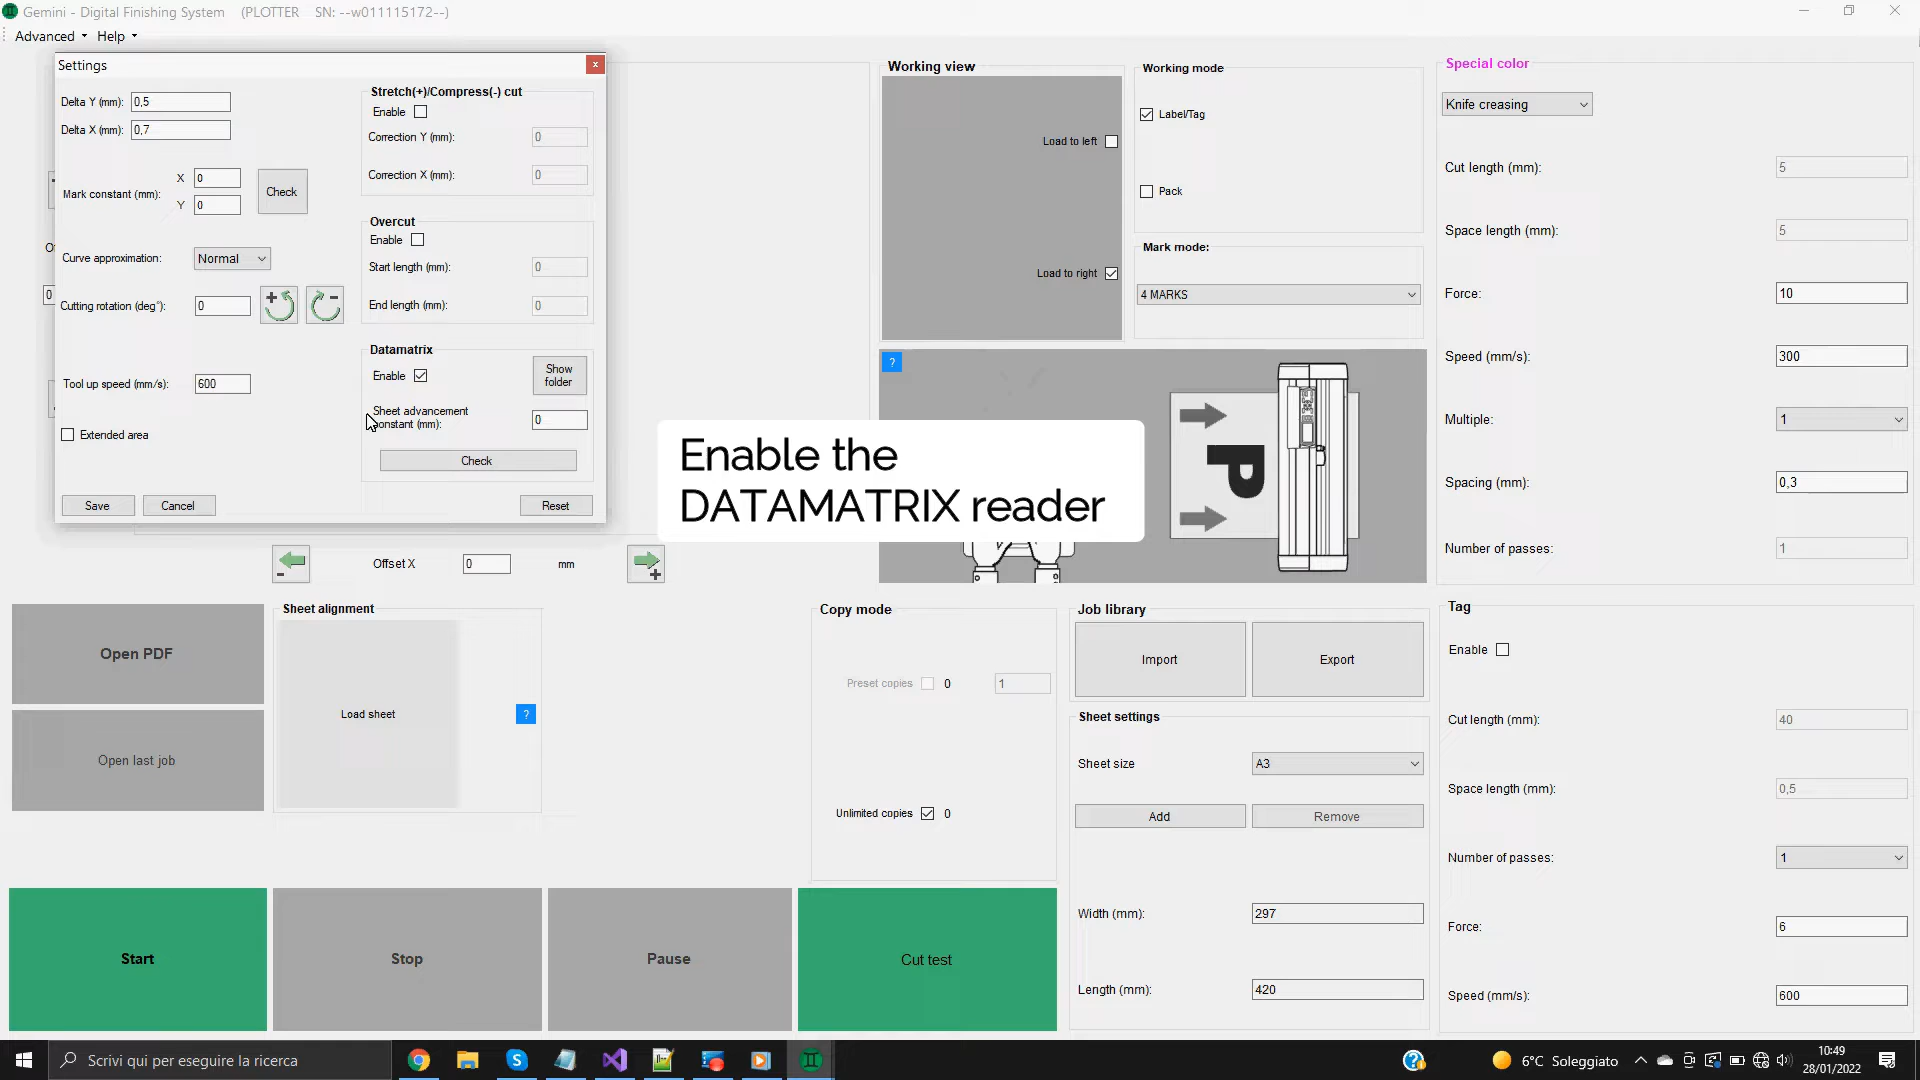 Gemini - Digital Finishing System (PLOTTER SN: --w011115172--)
Advanced Help
Settings
Delta Y (mm): 0,5
Delta X (mm): 0,7
Mark constant (mm):
X 0
Y 0
Check
Curve approximation: Normal
Cutting rotation (deg°): 0
+
-
Tool up speed (mm/s): 600
Extended area
Save
Cancel
Reset
Stretch(+)/Compress(-) cut
Enable
Correction Y (mm): 0
Correction X (mm): 0
Overcut
Enable
Start length (mm): 0
End length (mm): 0
Datamatrix
Enable
Show
folder
Sheet advancement
constant (mm): 0
Check
0
Offset X 0 mm
-
+
Working view
Load to left
Load to right
Working mode
Label/Tag
Pack
Mark mode:
4 MARKS
?
P
Enable the
DATAMATRIX reader
Special color
Knife creasing
Cut length (mm): 5
Space length (mm): 5
Force: 10
Speed (mm/s): 300
Multiple: 1
Spacing (mm): 0,3
Number of passes: 1
Open PDF
Open last job
Sheet alignment
Load sheet
?
Copy mode
Preset copies 0 1
Unlimited copies 0
Job library
Import
Export
Sheet settings
Sheet size A3
Add
Remove
Width (mm): 297
Length (mm): 420
Tag
Enable
Cut length (mm): 40
Space length (mm): 0,5
Number of passes: 1
Force: 6
Speed (mm/s): 600
Start
Stop
Pause
Cut test
Scrivi qui per eseguire la ricerca
6°C Soleggiato
10:49
28/01/2022